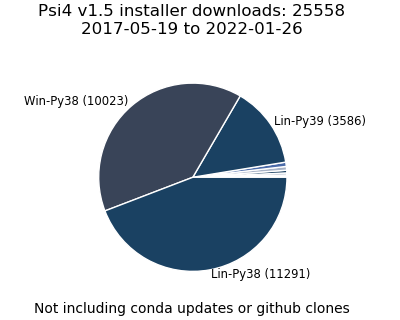 Psi4 v1.5 installer downloads: 25558
2017-05-19 to 2022-01-26
Win-Py38 (10023)
Lin-Py39 (3586)
Lin-Py38 (11291)
Not including conda updates or github clones